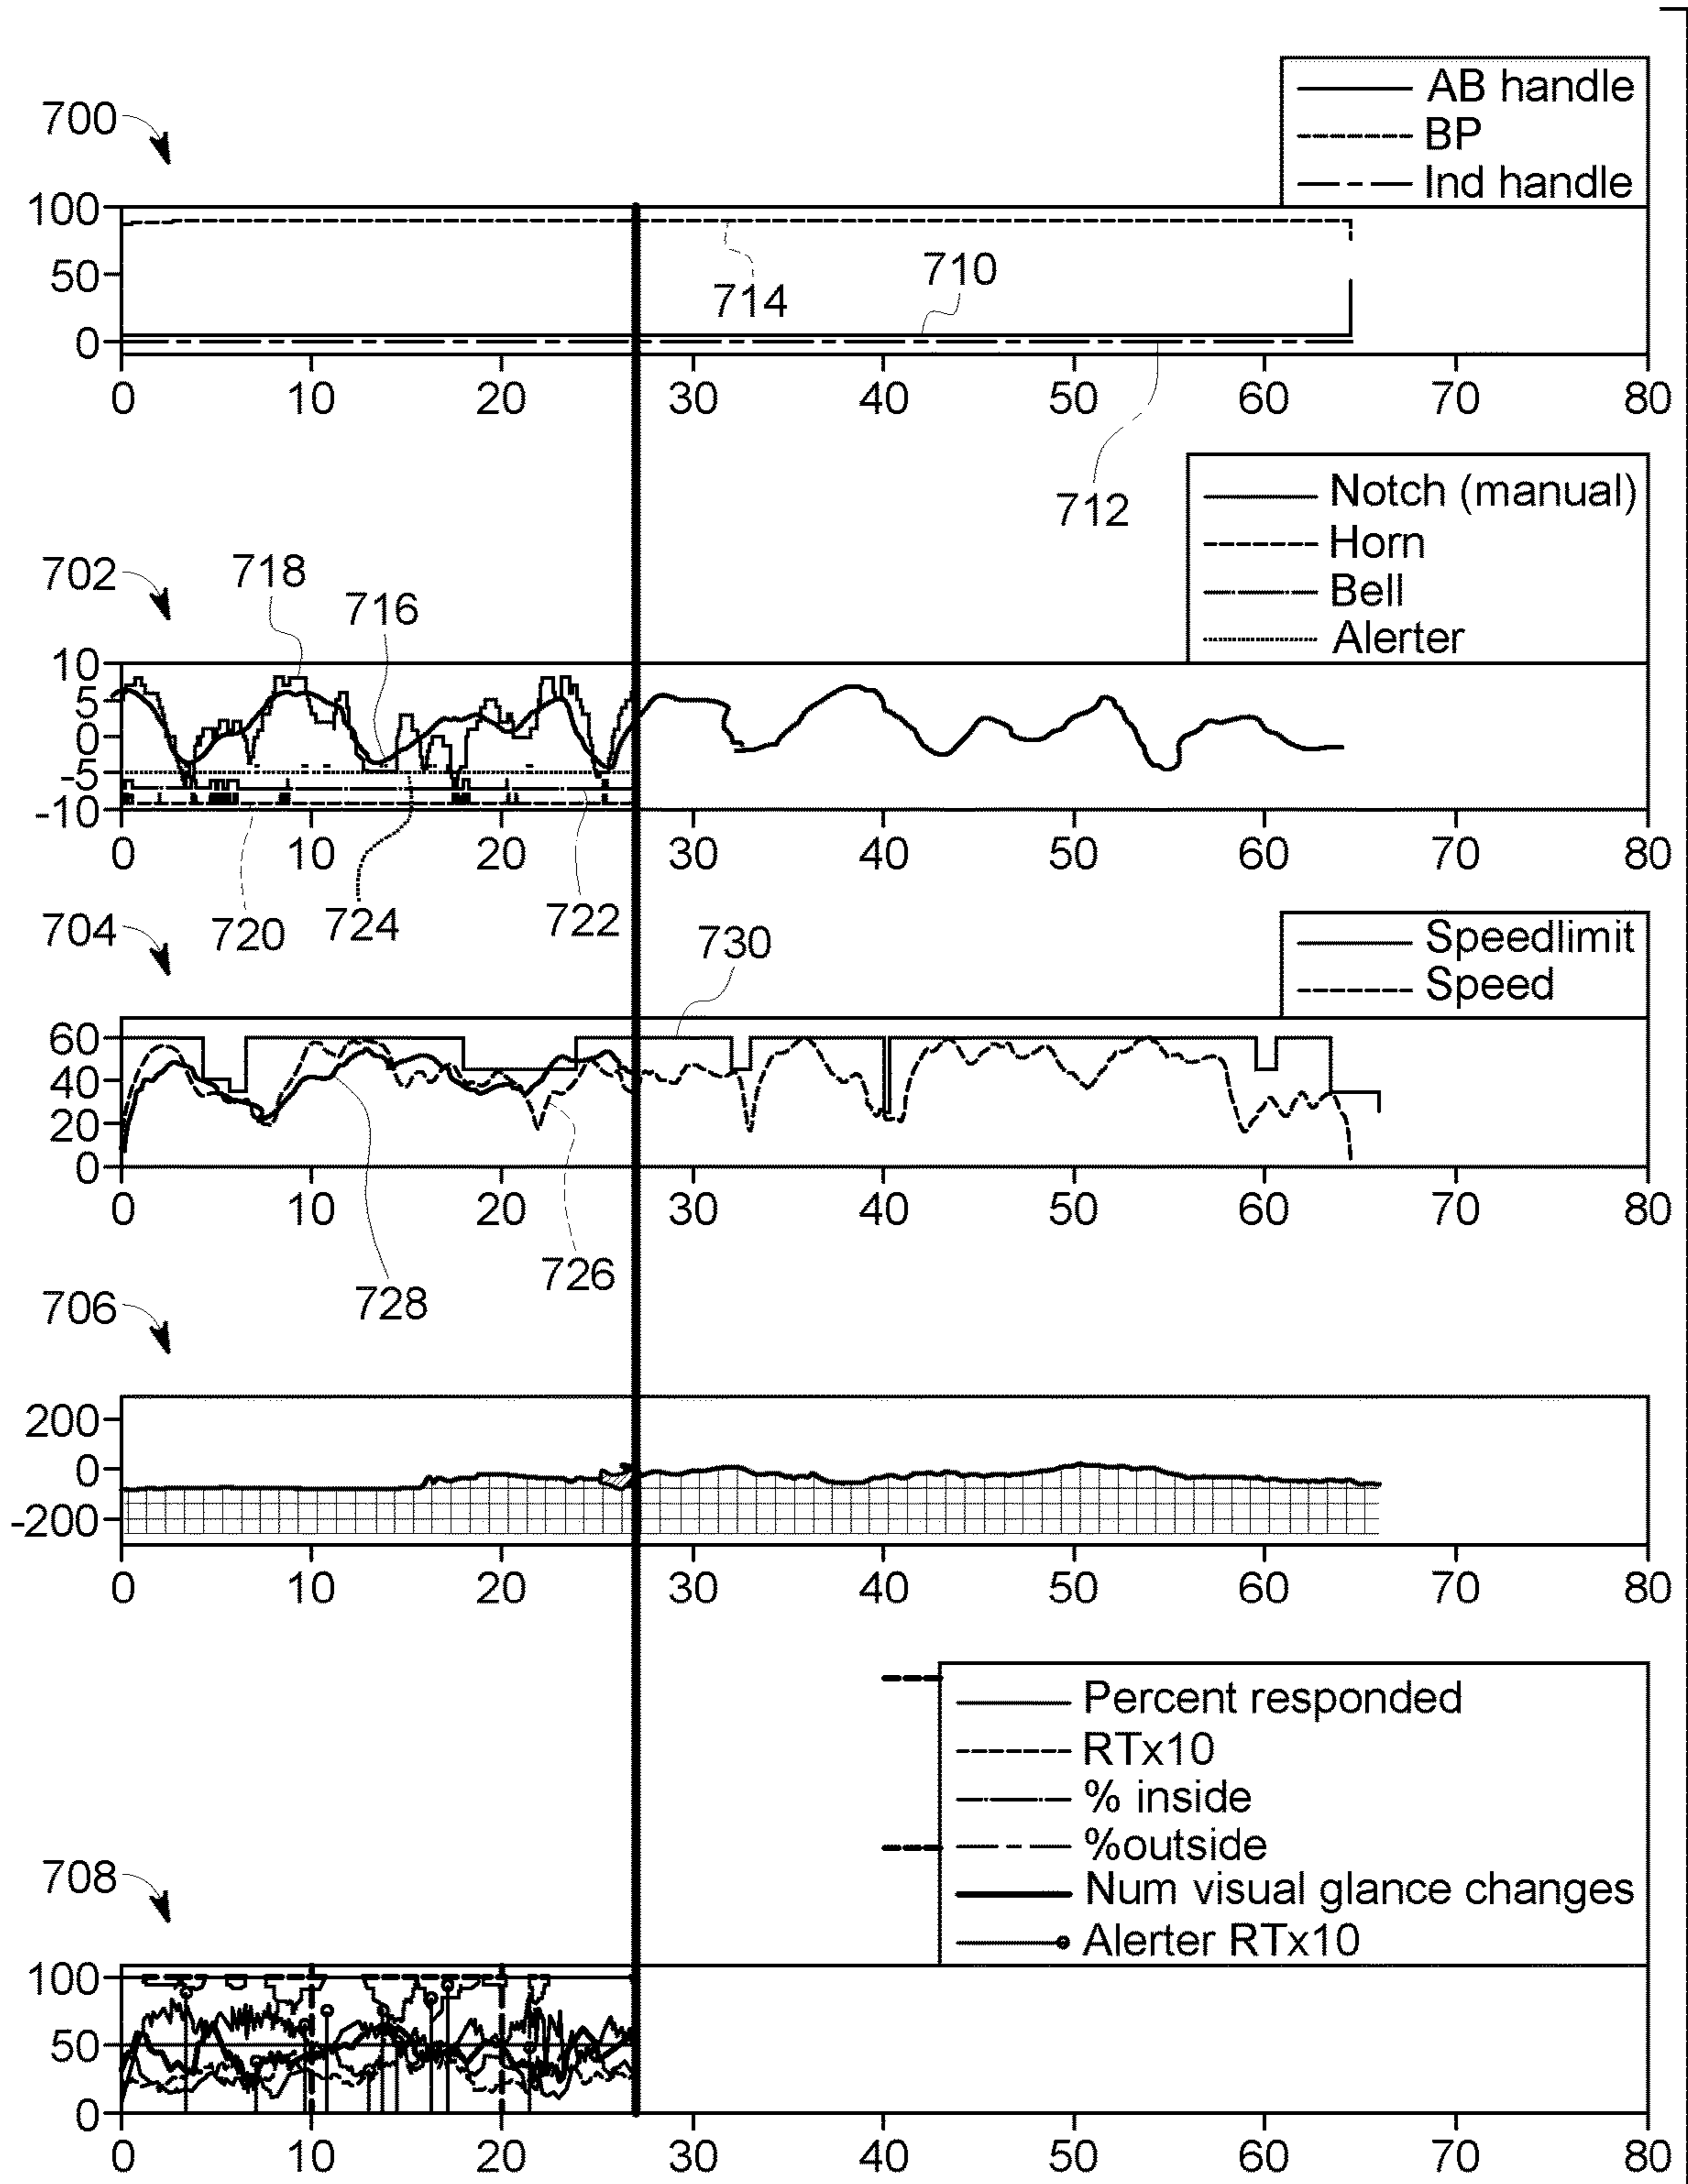 AB handle
BP
Ind handle
700
100
50
0
714
710
0 10 20 30 40 50 60 70 80
712
Notch (manual)
Horn
Bell
Alerter
702
718
716
10
5
0
-5
-10
0 10 20 30 40 50 60 70 80
720
724
722
704
730
Speedlimit
Speed
60
40
20
0
0 10 20 30 40 50 60 70 80
728
726
706
200
0
-200
0 10 20 30 40 50 60 70 80
Percent responded
RTx10
% inside
%outside
Num visual glance changes
Alerter RTx10
708
100
50
0
0 10 20 30 40 50 60 70 80